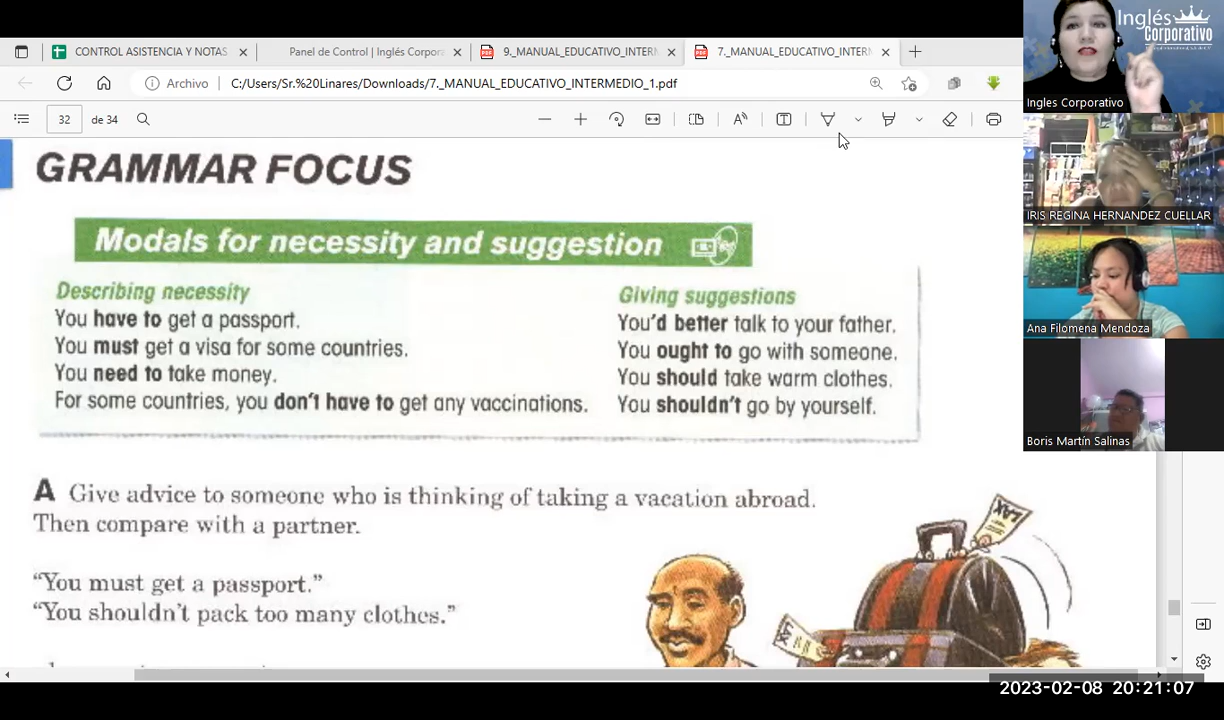 CONTROL ASISTENCIA Y NOTAS
Panel de Control | Inglés Corpora
9._MANUAL_EDUCATIVO_INTERM
7._MANUAL_EDUCATIVO_INTERM
Archivo
C:/Users/Sr.%20Linares/Downloads/7._MANUAL_EDUCATIVO_INTERMEDIO_1.pdf
32
de 34
GRAMMAR FOCUS
Modals for necessity and suggestion
Describing necessity
You have to get a passport.
You must get a visa for some countries.
You need to take money.
For some countries, you don't have to get any vaccinations.
Giving suggestions
You'd better talk to your father.
You ought to go with someone.
You should take warm clothes.
You shouldn't go by yourself.
A Give advice to someone who is thinking of taking a vacation abroad.
Then compare with a partner.
"You must get a passport."
"You shouldn't pack too many clothes."
LAX
LAX
Inglés
Corporativo
Ingles Corporativo
IRIS REGINA HERNANDEZ CUELLAR
Ana Filomena Mendoza
Boris Martín Salinas
2023-02-08 20:21:07